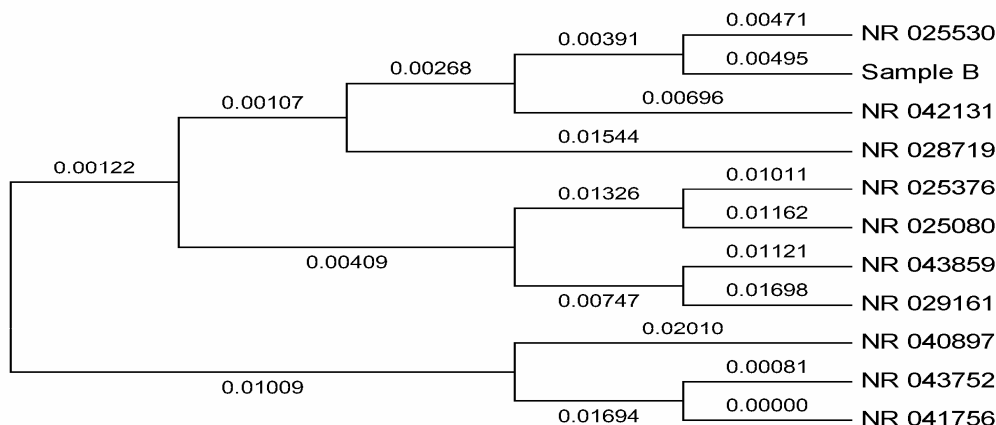 0.00471
NR 025530
0.00391
0.00495
Sample B
0.00268
0.00696
NR 042131
0.00107
0.01544
NR 028719
0.00122
0.01011
NR 025376
0.01326
0.01162
NR 025080
0.00409
0.01121
NR 043859
0.00747
0.01698
NR 029161
0.02010
NR 040897
0.01009
0.00081
NR 043752
0.01694
0.00000
NR 041756